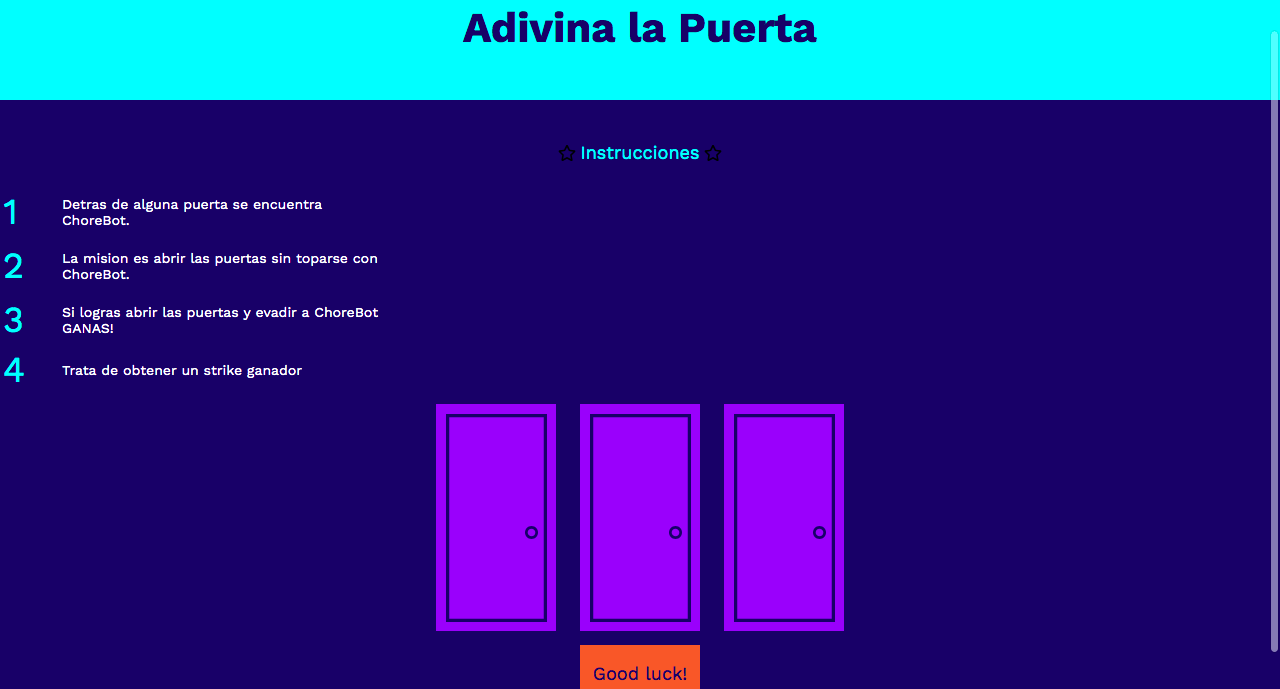 Adivina la Puerta
Instrucciones
1
Detras de alguna puerta se encuentra
ChoreBot.
2
La mision es abrir las puertas sin toparse con
ChoreBot.
3
Si logras abrir las puertas y evadir a ChoreBot
GANAS!
4
Trata de obtener un strike ganador
Good luck!